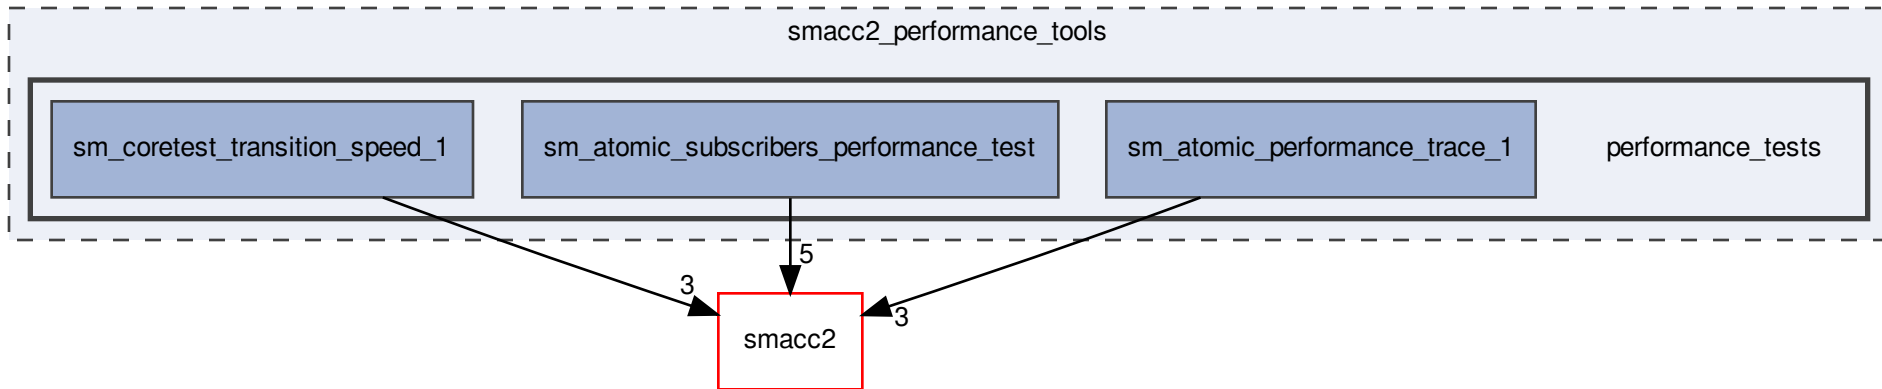 smacc2_performance_tools
sm_coretest_transition_speed_1
sm_atomic_subscribers_performance_test
sm_atomic_performance_trace_1
performance_tests
5
3
3
smacc2